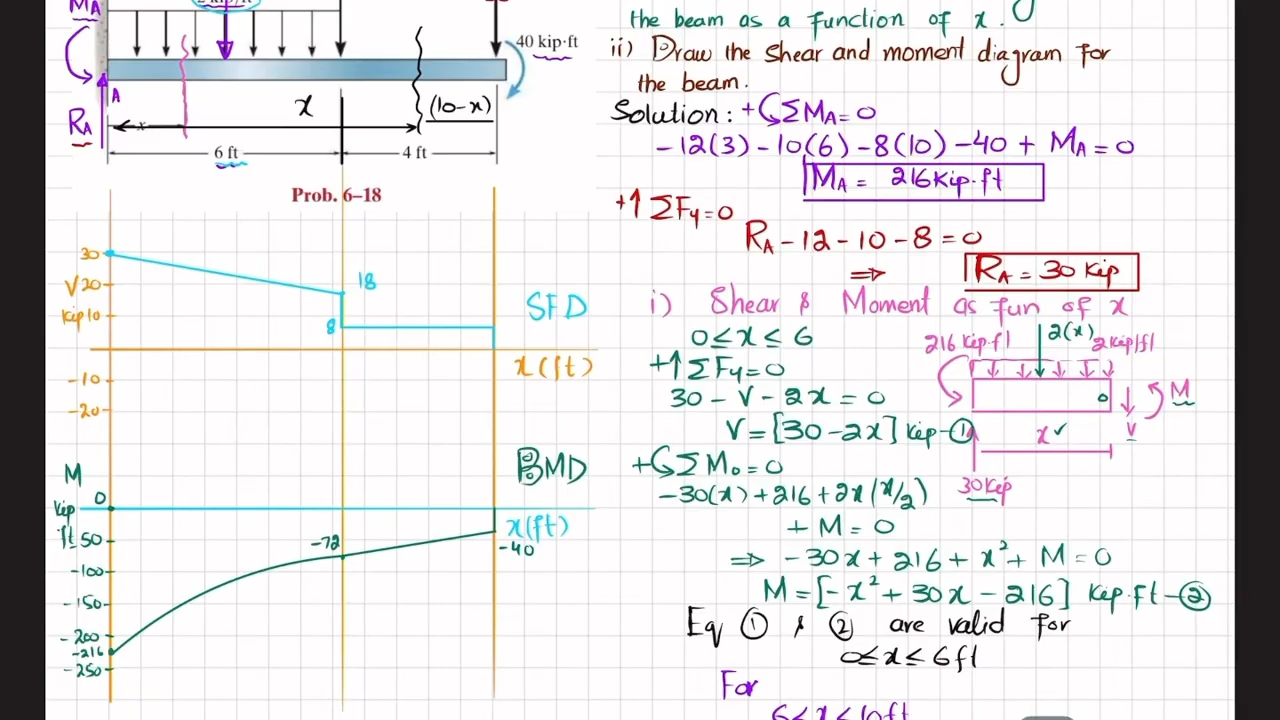 MA
2 kip/ft
40 kip·ft
A
RA
x
x
(10-x)
6 ft
4 ft
Prob. 6–18
30
V 20
kip 10
-10
-20
18
8
SFD
x(ft)
M
kip
ft
0
50
-100
-150
-200
-216
-250
BMD
x(ft)
-72
-40
the beam as a function of x.
ii) Draw the Shear and moment diagram for
the beam.
Solution: +ΣMA=0
-12(3) -10(6) -8(10) -40 + MA = 0
MA = 216 Kip·ft
+↑ ΣFy=0
RA -12 -10 -8 = 0
⇒ RA = 30 kip
i) Shear & Moment as fun of x
0≤x≤6
+↑ΣFy=0
30 - V - 2x = 0
V = [30-2x] kip-①
+ΣMo=0
-30(x)+216+2x(x/2)
+ M = 0
⇒ -30x+216+x²+M=0
M=[-x²+30x-216] kip·ft-②
216 kip·ft
2(x)
2kip/ft
o
M
V
x✓
30kip
Eq ① & ② are valid for
0≤x≤6ft
For
6≤x≤10ft